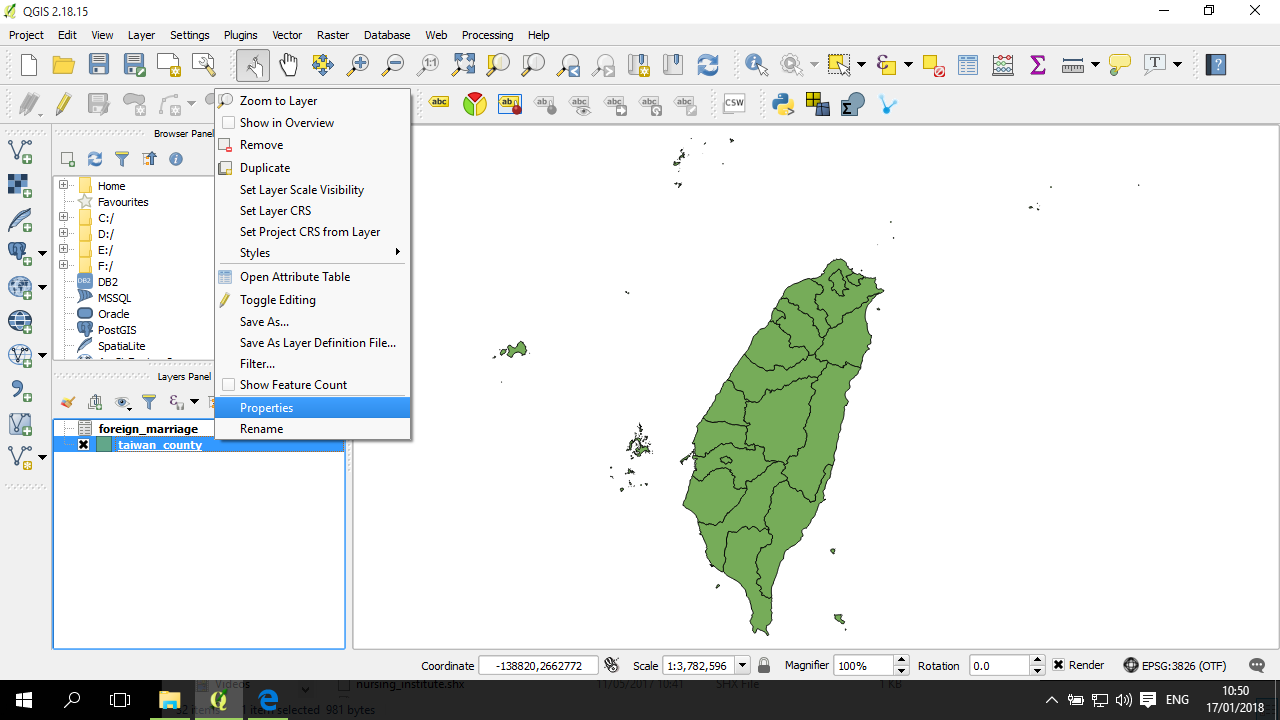 QGIS 2.18.15
Project Edit View Layer Settings Plugins Vector Raster Database Web Processing Help
abc ab abc abc abc abc abc CSW
Browser Panel
Zoom to Layer
Show in Overview
Remove
Duplicate
Set Layer Scale Visibility
Set Layer CRS
Set Project CRS from Layer
Styles
Open Attribute Table
Toggle Editing
Save As...
Save As Layer Definition File...
Filter...
Show Feature Count
Properties
Rename
Home
Favourites
C:/
D:/
E:/
F:/
DB2 DB2
MSSQL
Oracle
PostGIS
SpatiaLite
Layers Panel
foreign_marriage
taiwan_county
Coordinate -138820,2662772 Scale 1:3,782,596 Magnifier 100% Rotation 0.0 Render EPSG:3826 (OTF)
Videos nursing_institute.shx 11/05/2017 10:41 SHX File 1 KB
1 item selected 981 bytes
ENG
10:50
17/01/2018